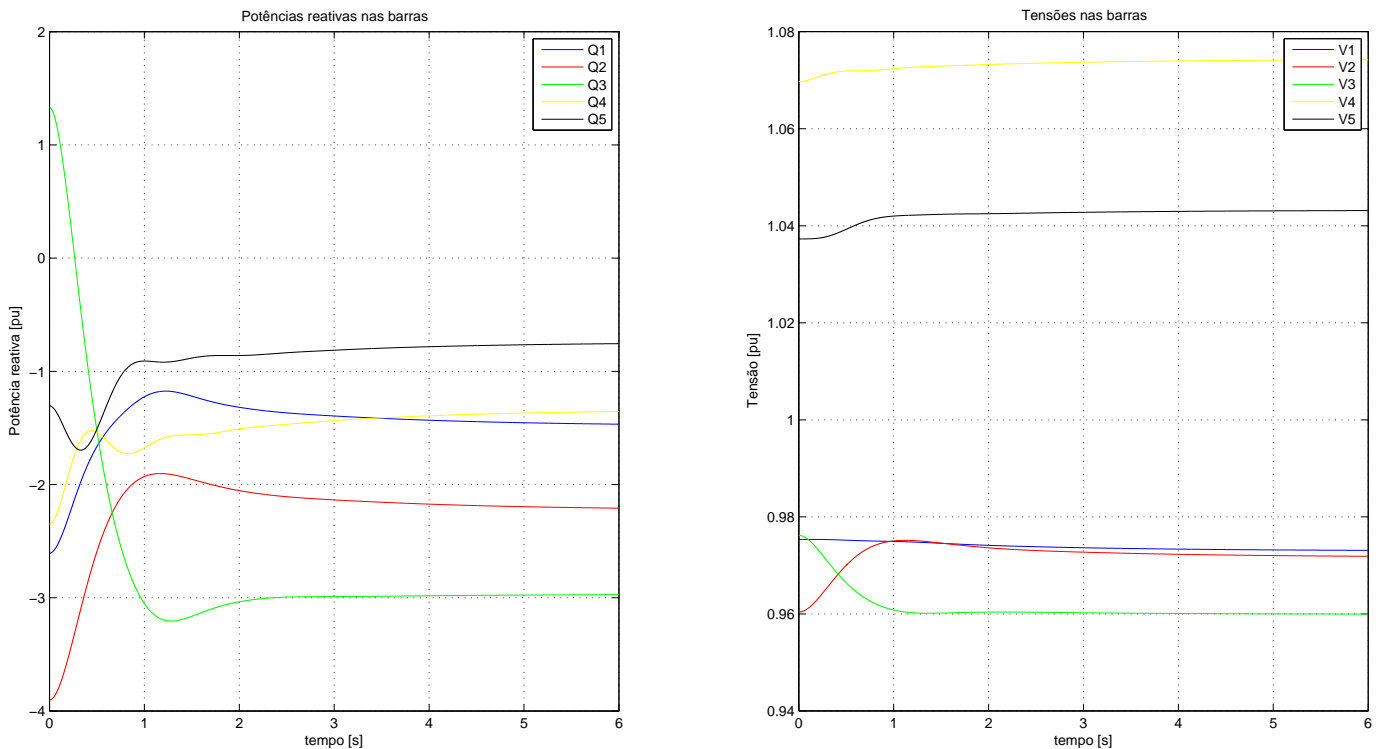 Potências reativas nas barras
2
1
0
−1
−2
−3
−4
Potência reativa [pu]
0 1 2 3 4 5 6
tempo [s]
Q1
Q2
Q3
Q4
Q5
Tensões nas barras
1.08
1.06
1.04
1.02
1
0.98
0.96
0.94
Tensão [pu]
0 1 2 3 4 5 6
tempo [s]
V1
V2
V3
V4
V5